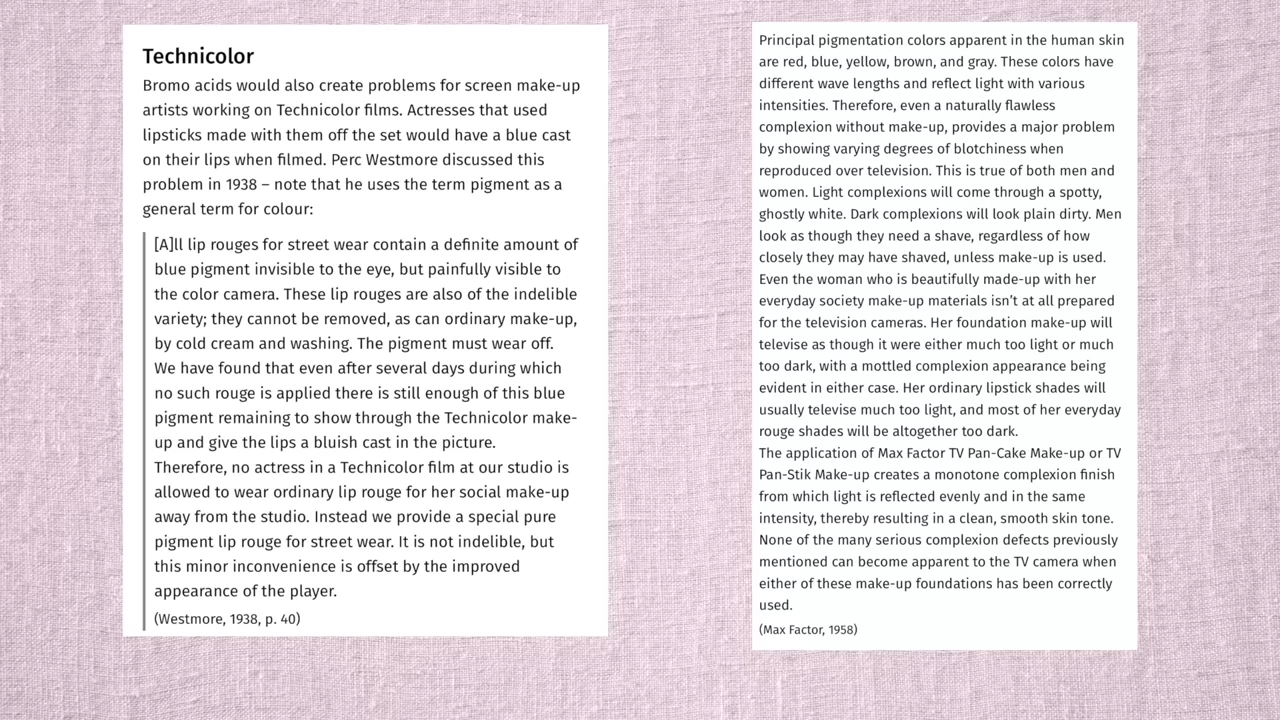 Technicolor
Bromo acids would also create problems for screen make-up
artists working on Technicolor films. Actresses that used
lipsticks made with them off the set would have a blue cast
on their lips when filmed. Perc Westmore discussed this
problem in 1938 – note that he uses the term pigment as a
general term for colour:
[A]ll lip rouges for street wear contain a definite amount of
blue pigment invisible to the eye, but painfully visible to
the color camera. These lip rouges are also of the indelible
variety; they cannot be removed, as can ordinary make-up,
by cold cream and washing. The pigment must wear off.
We have found that even after several days during which
no such rouge is applied there is still enough of this blue
pigment remaining to show through the Technicolor make-
up and give the lips a bluish cast in the picture.
Therefore, no actress in a Technicolor film at our studio is
allowed to wear ordinary lip rouge for her social make-up
away from the studio. Instead we provide a special pure
pigment lip rouge for street wear. It is not indelible, but
this minor inconvenience is offset by the improved
appearance of the player.
(Westmore, 1938, p. 40)
Principal pigmentation colors apparent in the human skin
are red, blue, yellow, brown, and gray. These colors have
different wave lengths and reflect light with various
intensities. Therefore, even a naturally flawless
complexion without make-up, provides a major problem
by showing varying degrees of blotchiness when
reproduced over television. This is true of both men and
women. Light complexions will come through a spotty,
ghostly white. Dark complexions will look plain dirty. Men
look as though they need a shave, regardless of how
closely they may have shaved, unless make-up is used.
Even the woman who is beautifully made-up with her
everyday society make-up materials isn't at all prepared
for the television cameras. Her foundation make-up will
televise as though it were either much too light or much
too dark, with a mottled complexion appearance being
evident in either case. Her ordinary lipstick shades will
usually televise much too light, and most of her everyday
rouge shades will be altogether too dark.
The application of Max Factor TV Pan-Cake Make-up or TV
Pan-Stik Make-up creates a monotone complexion finish
from which light is reflected evenly and in the same
intensity, thereby resulting in a clean, smooth skin tone.
None of the many serious complexion defects previously
mentioned can become apparent to the TV camera when
either of these make-up foundations has been correctly
used.
(Max Factor, 1958)